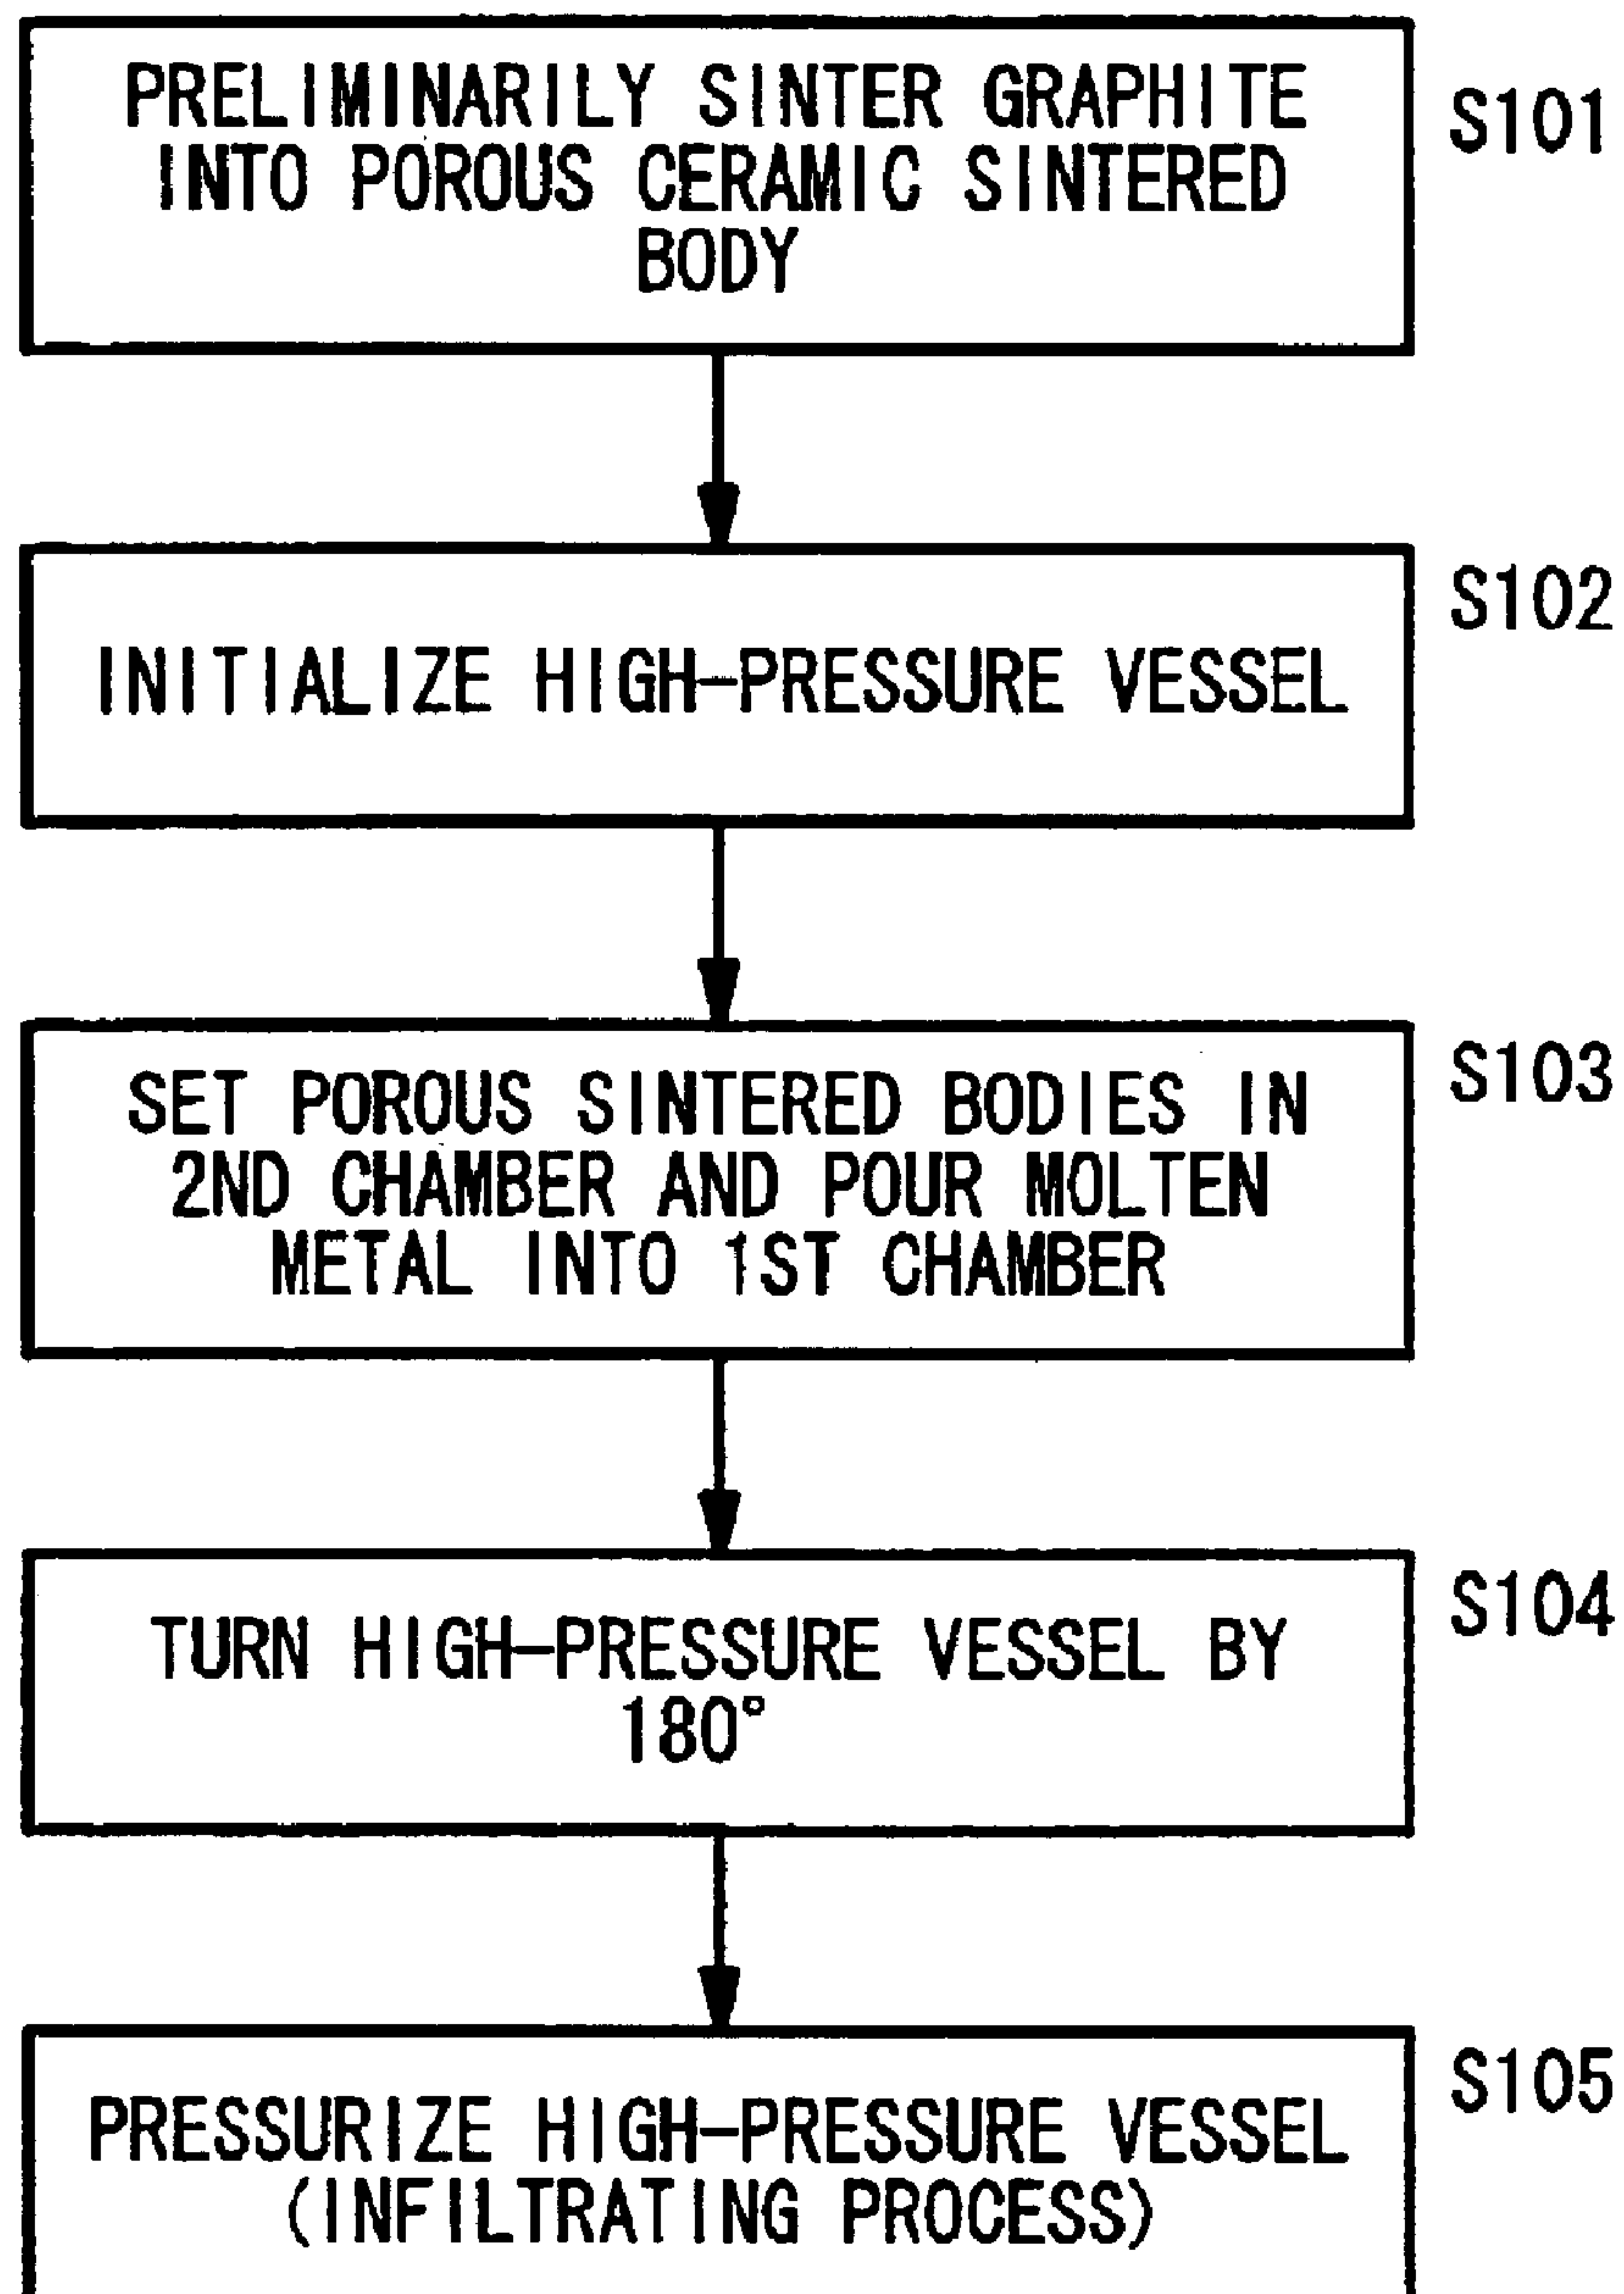 PRELIMINARILY SINTER GRAPHITE
INTO POROUS CERAMIC SINTERED
BODY
S101
INITIALIZE HIGH-PRESSURE VESSEL
S102
SET POROUS SINTERED BODIES IN
2ND CHAMBER AND POUR MOLTEN
METAL INTO 1ST CHAMBER
S103
TURN HIGH-PRESSURE VESSEL BY
180°
S104
PRESSURIZE HIGH-PRESSURE VESSEL
(INFILTRATING PROCESS)
S105